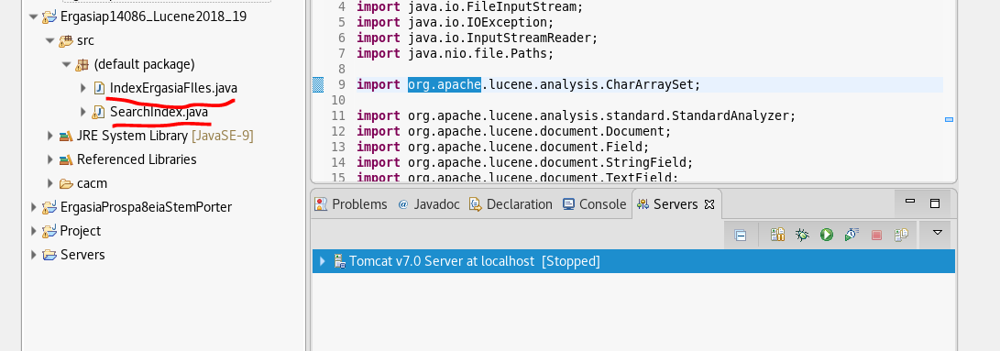 Ergasiap14086_Lucene2018_19
src
(default package)
IndexErgasiaFIles.java
SearchIndex.java
JRE System Library [JavaSE-9]
Referenced Libraries
cacm
ErgasiaProspa8eiaStemPorter
Project
Servers
4 import java.io.FileInputStream;
5 import java.io.IOException;
6 import java.io.InputStreamReader;
7 import java.nio.file.Paths;
8
9 import org.apache.lucene.analysis.CharArraySet;
10
11 import org.apache.lucene.analysis.standard.StandardAnalyzer;
12 import org.apache.lucene.document.Document;
13 import org.apache.lucene.document.Field;
14 import org.apache.lucene.document.StringField;
15 import org.apache.lucene.document.TextField;
Problems @ Javadoc Declaration Console Servers
Tomcat v7.0 Server at localhost [Stopped]